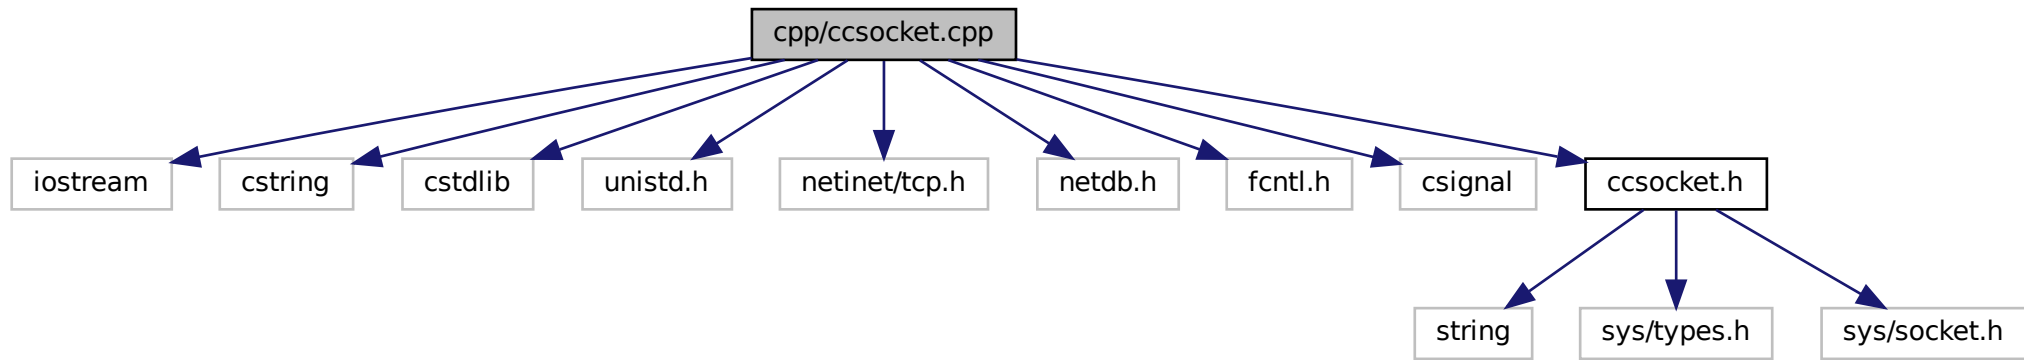 cpp/ccsocket.cpp
iostream
cstring
cstdlib
unistd.h
netinet/tcp.h
netdb.h
fcntl.h
csignal
ccsocket.h
string
sys/types.h
sys/socket.h